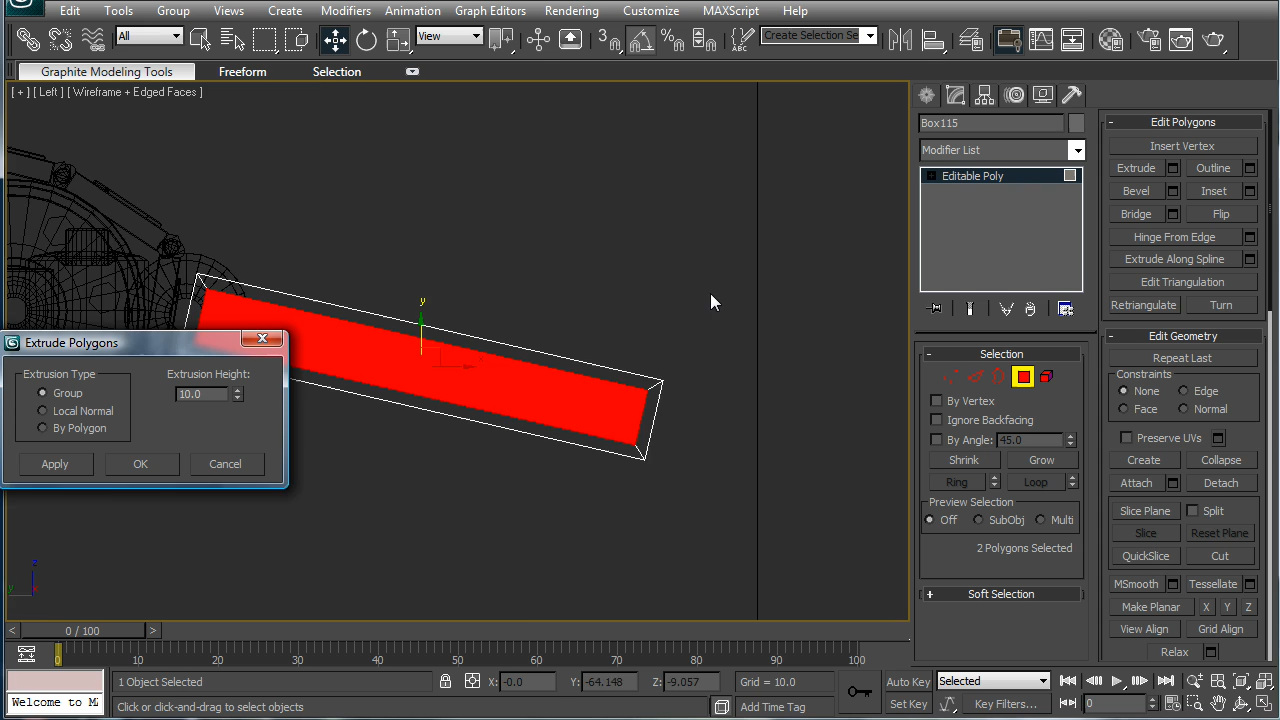 Edit Tools Group Views Create Modifiers Animation Graph Editors Rendering Customize MAXScript Help
All View 3 % Create Selection Se
Graphite Modeling Tools Freeform Selection
[ + ] [ Left ] [ Wireframe + Edged Faces ]
Box115
Modifier List
Editable Poly
y
Extrude Polygons
Extrusion Type
Group
Local Normal
By Polygon
Extrusion Height:
10.0
Apply OK Cancel
z
y x
- Selection
By Vertex
Ignore Backfacing
By Angle: 45.0
Shrink Grow
Ring Loop
Preview Selection
Off SubObj Multi
2 Polygons Selected
+ Soft Selection
- Edit Polygons
Insert Vertex
Extrude Outline
Bevel Inset
Bridge Flip
Hinge From Edge
Extrude Along Spline
Edit Triangulation
Retriangulate Turn
- Edit Geometry
Repeat Last
Constraints
None Edge
Face Normal
Preserve UVs
Create Collapse
Attach Detach
Slice Plane Split
Slice Reset Plane
QuickSlice Cut
MSmooth Tessellate
Make Planar X Y Z
View Align Grid Align
Relax
< 0 / 100 >
0 10 20 30 40 50 60 70 80 90 100
1 Object Selected X: -0.0 Y: -64.148 Z: -9.057 Grid = 10.0 Auto Key Selected
Welcome to M Click or click-and-drag to select objects Add Time Tag Set Key Key Filters... 0